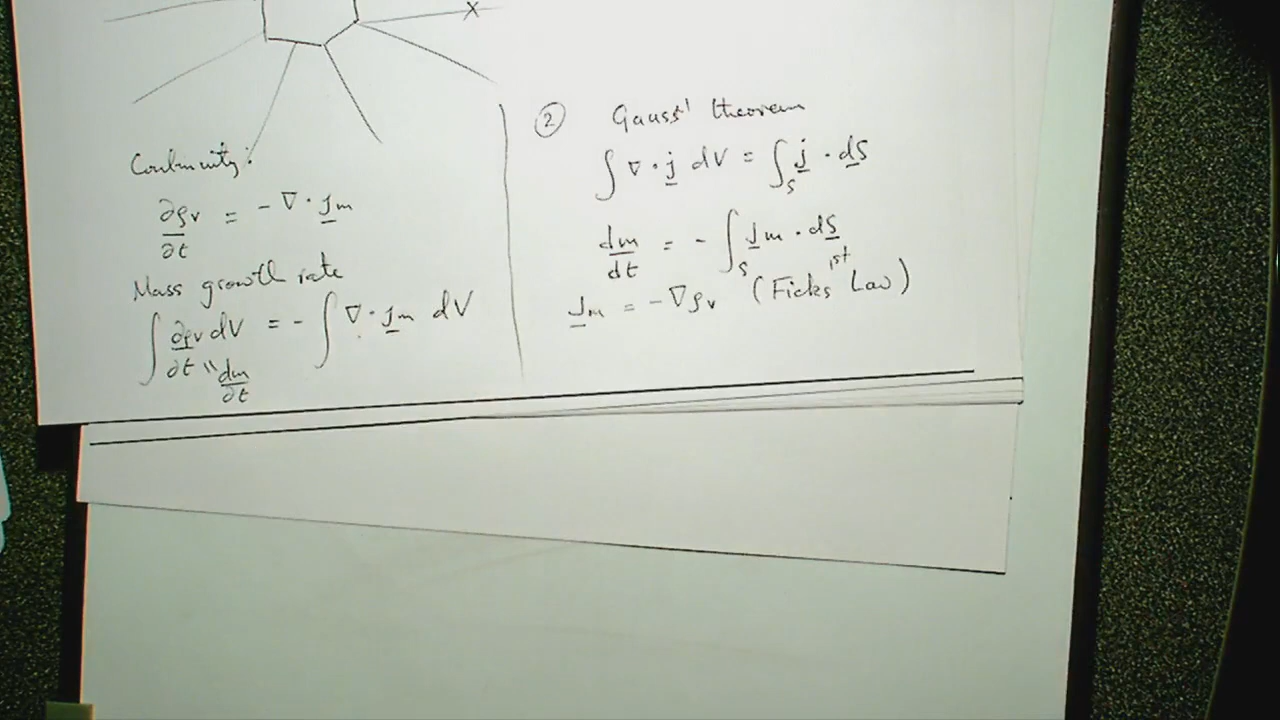 x
Continuity:
∂ρv/∂t = - ∇ · jm
Mass growth rate
∫ ∂ρv/∂t dV = - ∫ ∇ · jm dV
" dm/∂t
② Gauss' theorem
∫ ∇ · j dV = ∫S j · dS
dm/dt = - ∫S jm · dS
jm = -∇ρv (Ficks 1st Law)